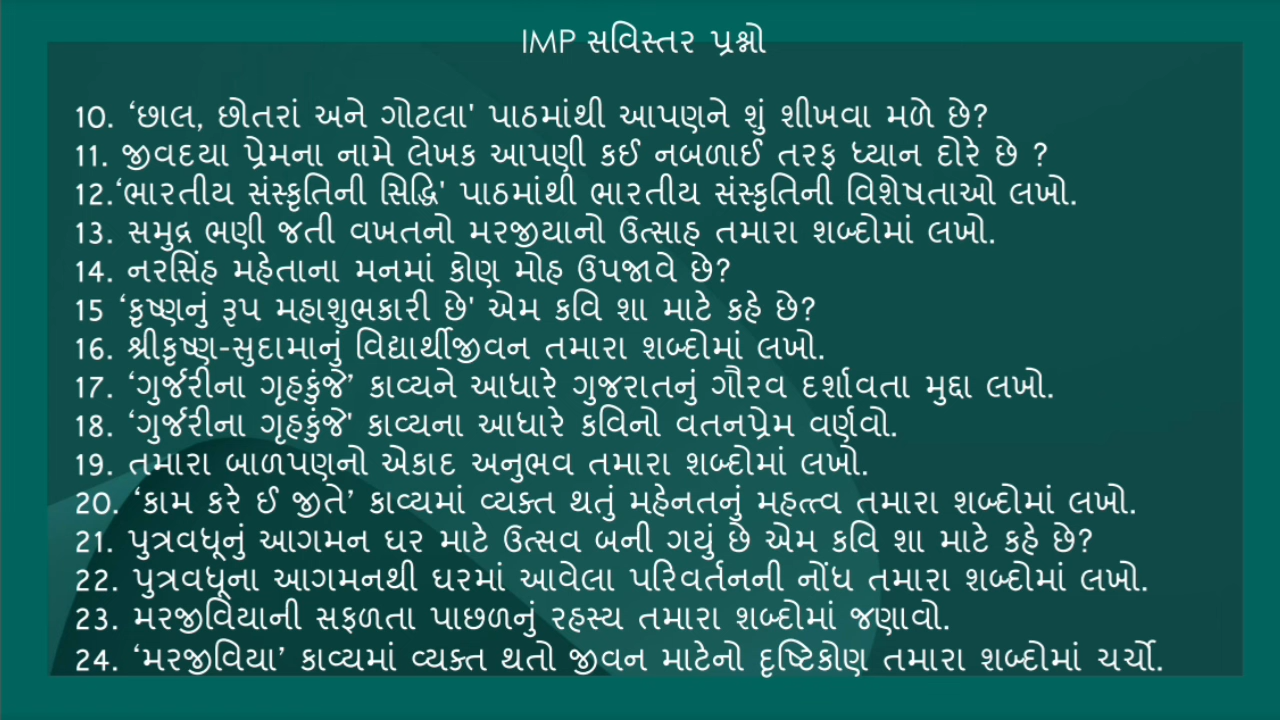 IMP સવિસ્તર પ્રશ્નો
10. ‘છાલ, છોતરાં અને ગોટલા' પાઠમાંથી આપણને શું શીખવા મળે છે?
11. જીવદયા પ્રેમના નામે લેખક આપણી કઈ નબળાઈ તરફ ધ્યાન દોરે છે ?
12.‘ભારતીય સંસ્કૃતિની સિદ્ધિ' પાઠમાંથી ભારતીય સંસ્કૃતિની વિશેષતાઓ લખો.
13. સમુદ્ર ભણી જતી વખતનો મરજીયાનો ઉત્સાહ તમારા શબ્દોમાં લખો.
14. નરસિંહ મહેતાના મનમાં કોણ મોહ ઉપજાવે છે?
15 ‘કૃષ્ણનું રૂપ મહાશુભકારી છે' એમ કવિ શા માટે કહે છે?
16. શ્રીકૃષ્ણ-સુદામાનું વિદ્યાર્થીજીવન તમારા શબ્દોમાં લખો.
17. ‘ગુર્જરીના ગૃહકુંજે’ કાવ્યને આધારે ગુજરાતનું ગૌરવ દર્શાવતા મુદ્દા લખો.
18. ‘ગુર્જરીના ગૃહકુંજે' કાવ્યના આધારે કવિનો વતનપ્રેમ વર્ણવો.
19. તમારા બાળપણનો એકાદ અનુભવ તમારા શબ્દોમાં લખો.
20. ‘કામ કરે ઈ જીતે’ કાવ્યમાં વ્યક્ત થતું મહેનતનું મહત્ત્વ તમારા શબ્દોમાં લખો.
21. પુત્રવધૂનું આગમન ઘર માટે ઉત્સવ બની ગયું છે એમ કવિ શા માટે કહે છે?
22. પુત્રવધૂના આગમનથી ઘરમાં આવેલા પરિવર્તનની નોંધ તમારા શબ્દોમાં લખો.
23. મરજીવિયાની સફળતા પાછળનું રહસ્ય તમારા શબ્દોમાં જણાવો.
24. ‘મરજીવિયા’ કાવ્યમાં વ્યક્ત થતો જીવન માટેનો દૃષ્ટિકોણ તમારા શબ્દોમાં ચર્ચો.